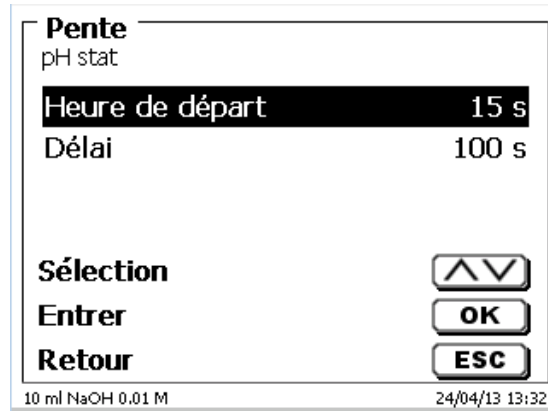 Pente
pH stat
Heure de départ 15 s
Délai 100 s
Sélection
Entrer OK
Retour ESC
10 ml NaOH 0.01 M 24/04/13 13:32